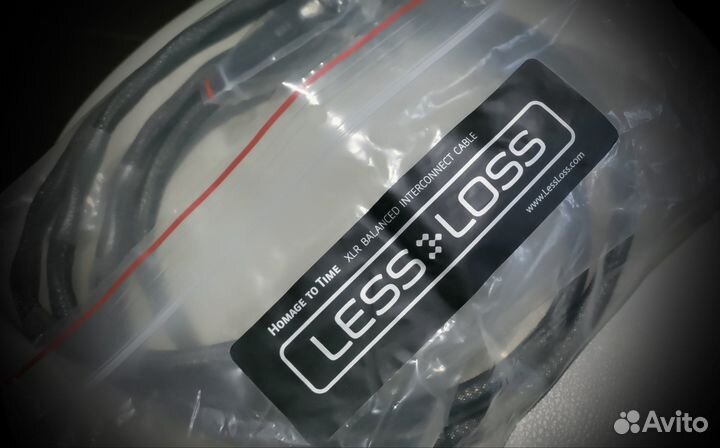 Homage to Time XLR BALANCED INTERCONNECT CABLE
LESS LOSS
www.LessLoss.com
Avito